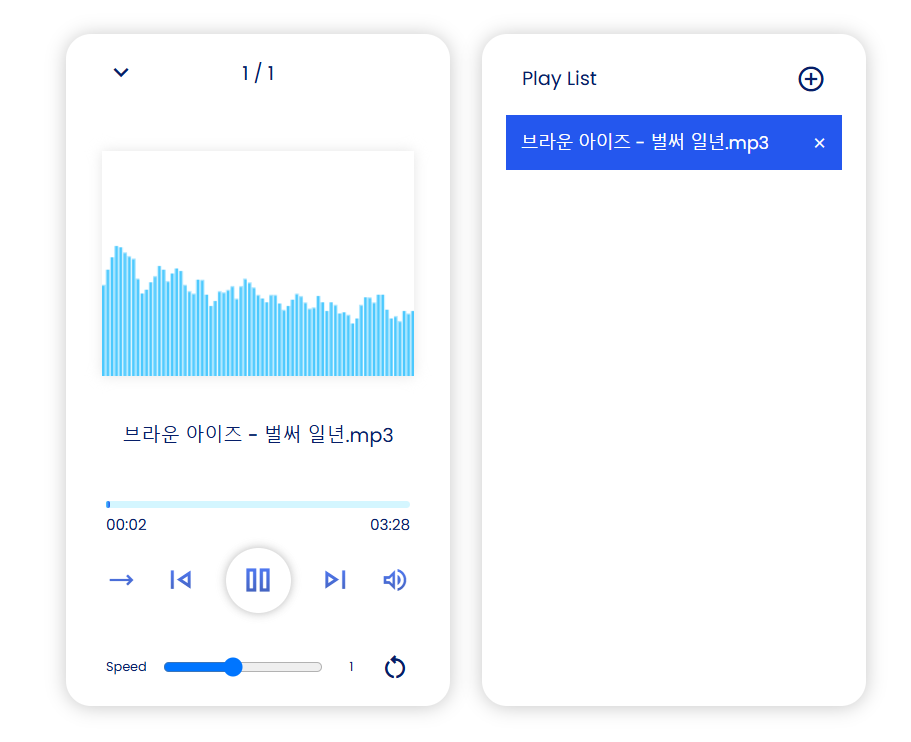 1 / 1
브라운 아이즈 - 벌써 일년.mp3
00:02 03:28
Speed 1
Play List
브라운 아이즈 - 벌써 일년.mp3